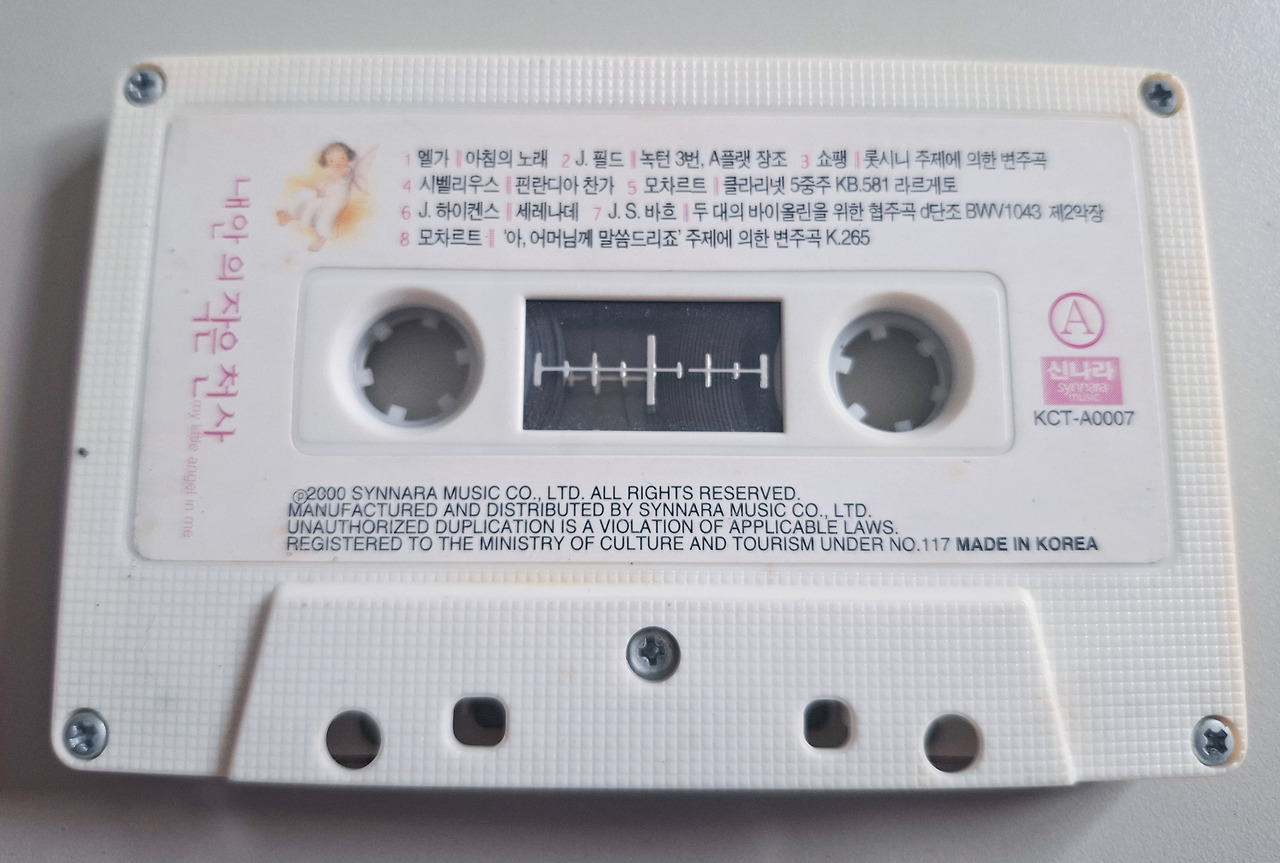 1 엘가 ‖ 아침의 노래 2 J. 필드 ‖ 녹턴 3번, A플랫 장조 3 쇼팽 ‖ 롯시니 주제에 의한 변주곡
4 시벨리우스 ‖ 핀란디아 찬가 5 모차르트 ‖ 클라리넷 5중주 KB.581 라르게토
6 J. 하이켄스 ‖ 세레나데 7 J. S. 바흐 ‖ 두 대의 바이올린을 위한 협주곡 d단조 BWV1043 제2악장
8 모차르트 ‖ '아, 어머님께 말씀드리죠' 주제에 의한 변주곡 K.265
내 안의 작은 천사
my little angel in me
A
신나라
synnara
music
KCT-A0007
℗2000 SYNNARA MUSIC CO., LTD. ALL RIGHTS RESERVED.
MANUFACTURED AND DISTRIBUTED BY SYNNARA MUSIC CO., LTD.
UNAUTHORIZED DUPLICATION IS A VIOLATION OF APPLICABLE LAWS.
REGISTERED TO THE MINISTRY OF CULTURE AND TOURISM UNDER NO.117 MADE IN KOREA